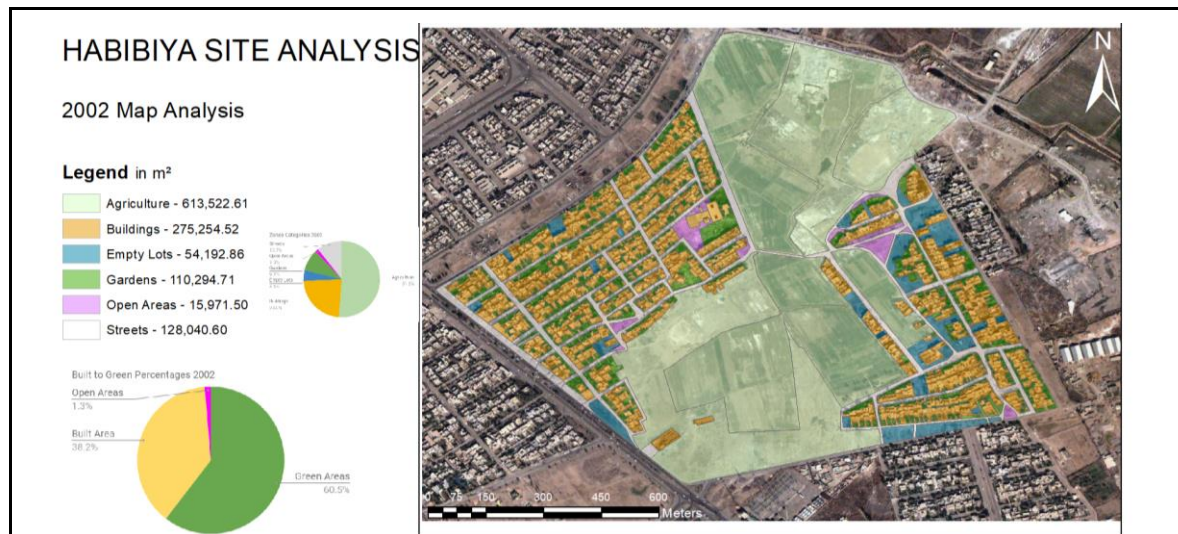 HABIBIYA SITE ANALYSIS
2002 Map Analysis
Legend in m²
Agriculture - 613,522.61
Buildings - 275,254.52
Empty Lots - 54,192.86
Gardens - 110,294.71
Open Areas - 15,971.50
Streets - 128,040.60
Built to Green Percentages 2002
Open Areas
1.3%
Built Area
38.2%
Green Areas
60.5%
N
0 75 150 300 450 600
Meters